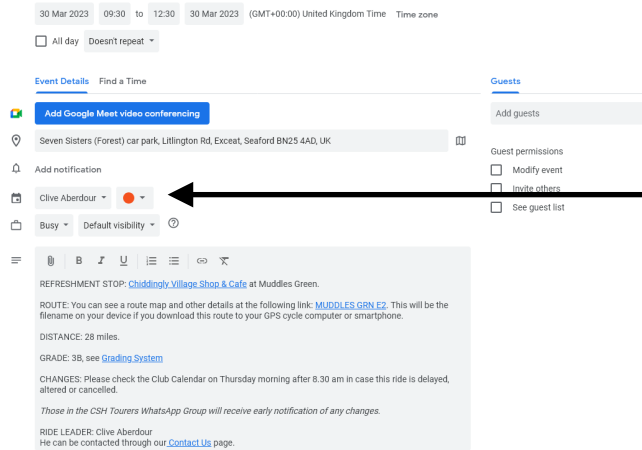 30 Mar 2023 09:30 to 12:30 30 Mar 2023 (GMT+00:00) United Kingdom Time Time zone
All day Doesn't repeat
Event Details Find a Time
Guests
Add Google Meet video conferencing
Add guests
Seven Sisters (Forest) car park, Litlington Rd, Exceat, Seaford BN25 4AD, UK
Guest permissions
Add notification
Modify event
Clive Aberdour
Invite others
See guest list
Busy Default visibility
B I U
REFRESHMENT STOP: Chiddingly Village Shop & Cafe at Muddles Green.
ROUTE: You can see a route map and other details at the following link: MUDDLES GRN E2. This will be the
filename on your device if you download this route to your GPS cycle computer or smartphone.
DISTANCE: 28 miles.
GRADE: 3B, see Grading System
CHANGES: Please check the Club Calendar on Thursday morning after 8.30 am in case this ride is delayed,
altered or cancelled.
Those in the CSH Tourers WhatsApp Group will receive early notification of any changes.
RIDE LEADER: Clive Aberdour
He can be contacted through our Contact Us page.